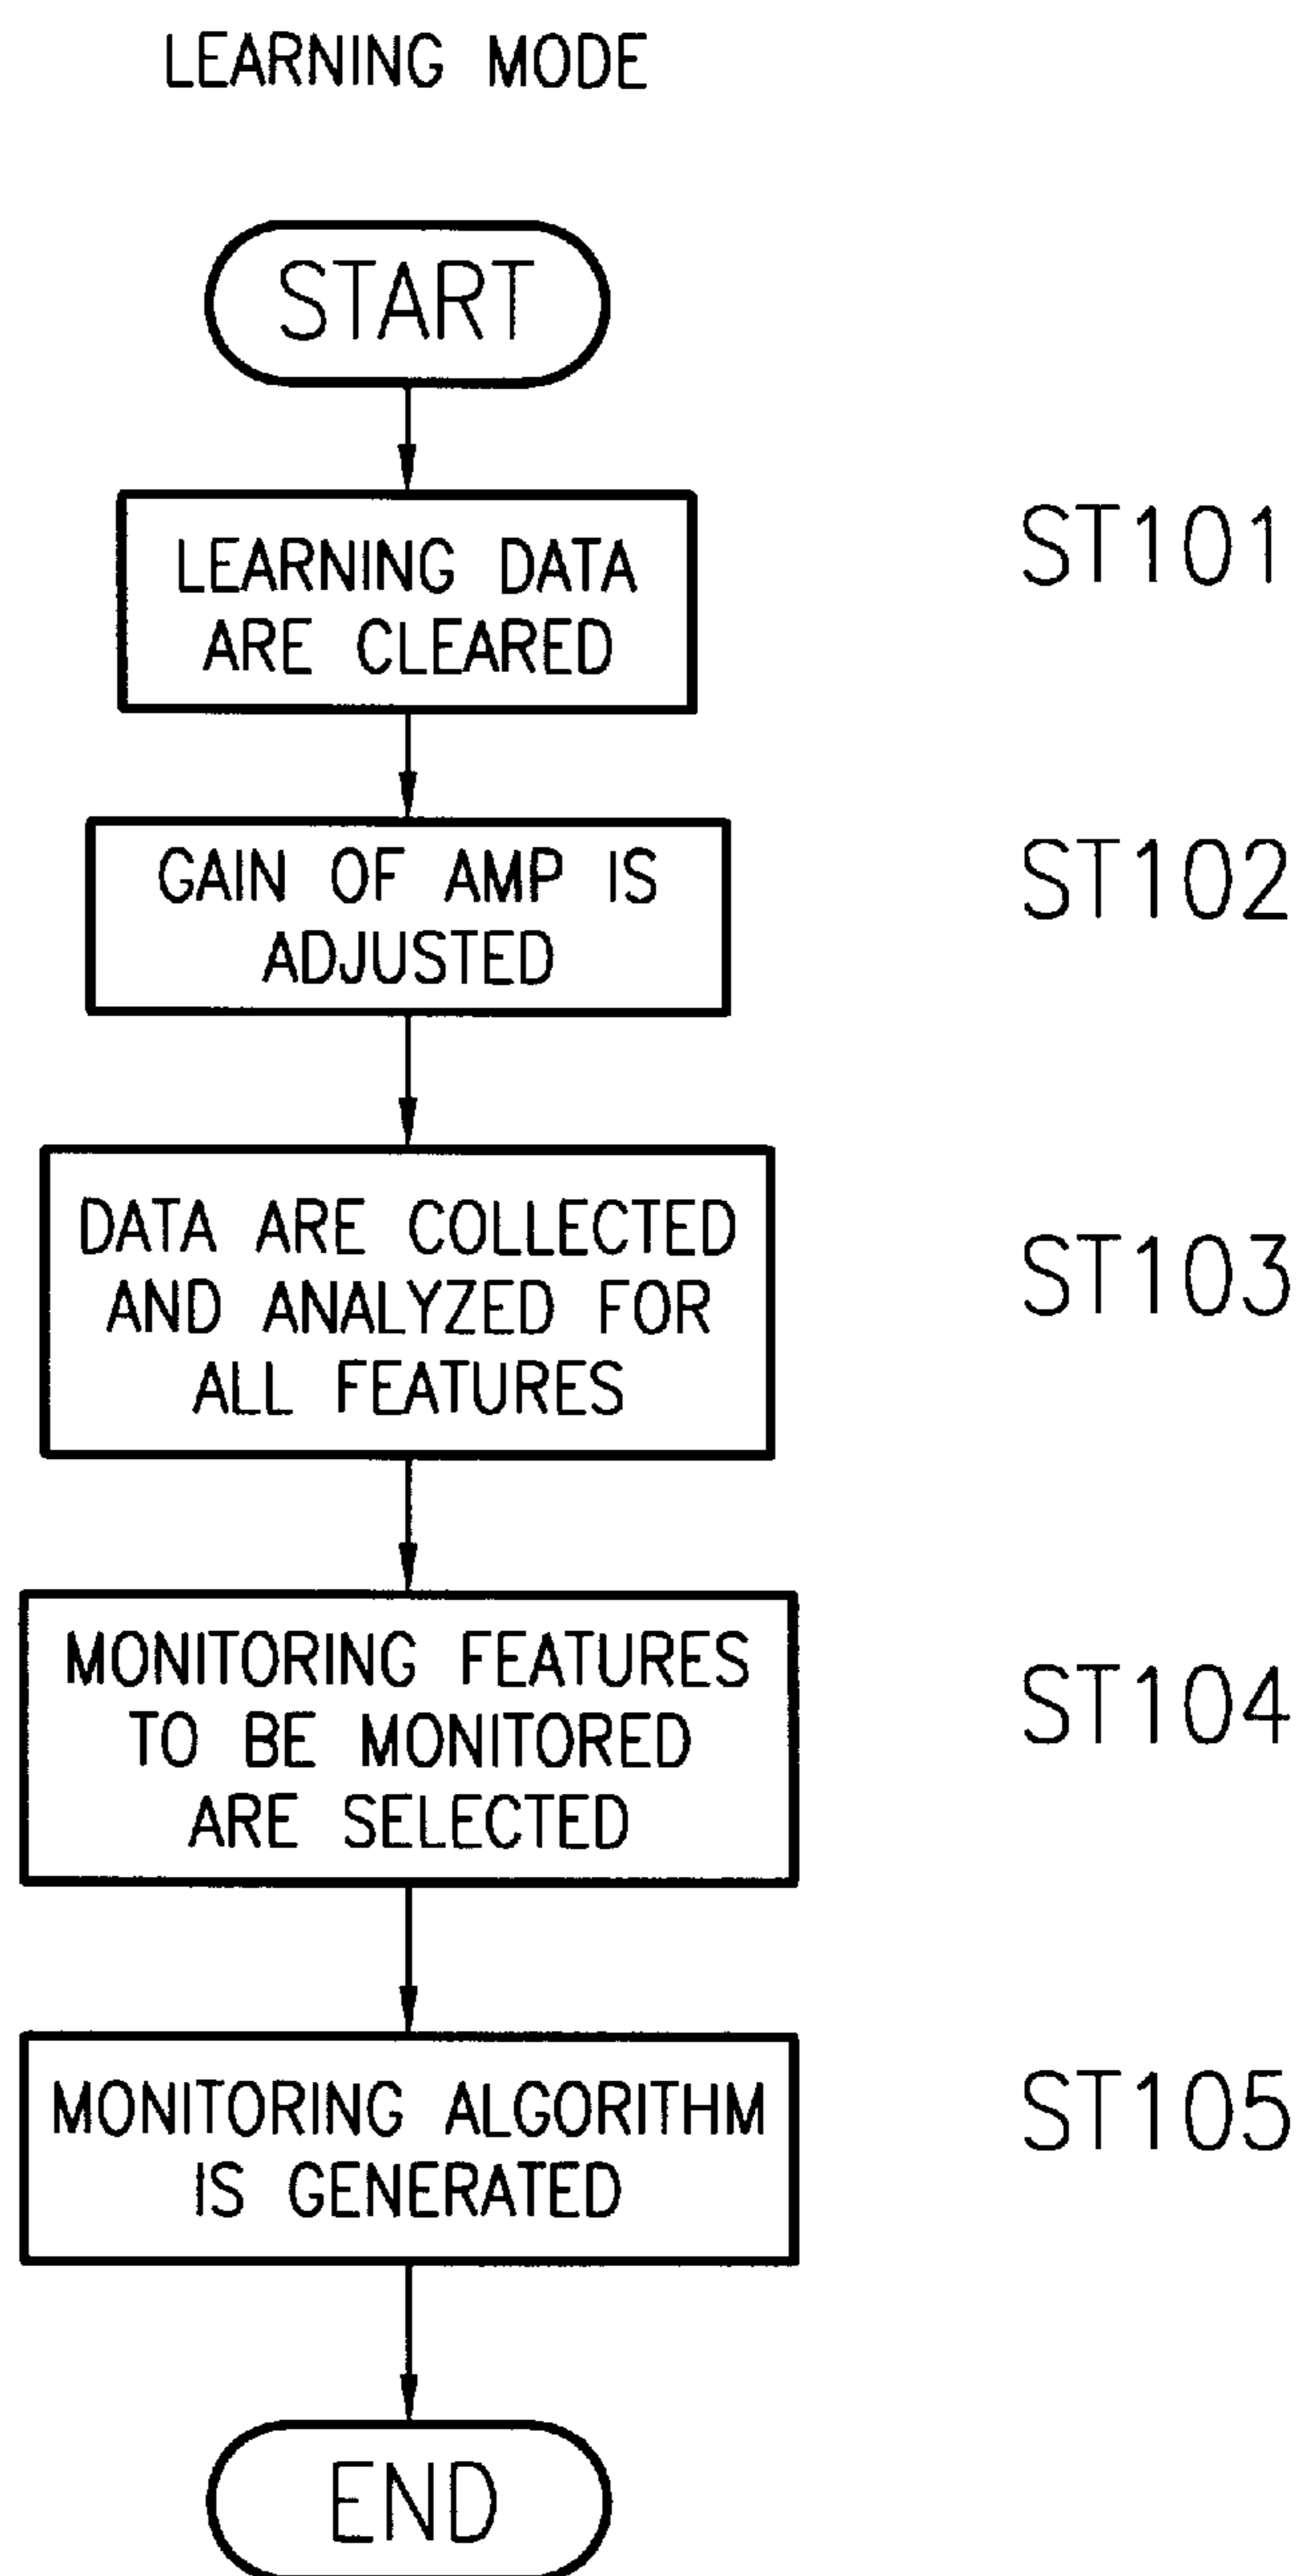 LEARNING MODE
START
LEARNING DATA
ARE CLEARED
ST101
GAIN OF AMP IS
ADJUSTED
ST102
DATA ARE COLLECTED
AND ANALYZED FOR
ALL FEATURES
ST103
MONITORING FEATURES
TO BE MONITORED
ARE SELECTED
ST104
MONITORING ALGORITHM
IS GENERATED
ST105
END